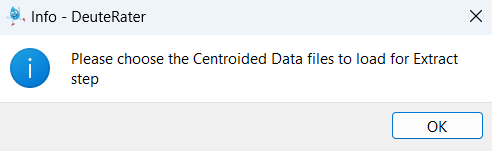 Info - DeuteRater
Please choose the Centroided Data files to load for Extract
step
OK